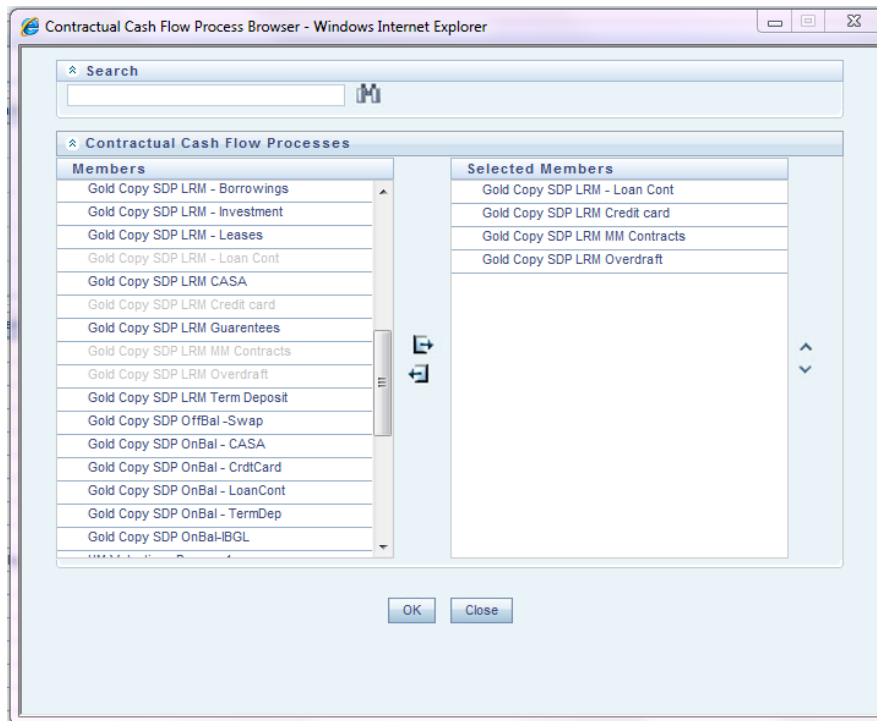 Contractual Cash Flow Process Browser - Windows Internet Explorer
Search
Contractual Cash Flow Processes
Members
Gold Copy SDP LRM - Borrowings
Gold Copy SDP LRM - Investment
Gold Copy SDP LRM - Leases
Gold Copy SDP LRM - Loan Cont
Gold Copy SDP LRM CASA
Gold Copy SDP LRM Credit card
Gold Copy SDP LRM Guarentees
Gold Copy SDP LRM MM Contracts
Gold Copy SDP LRM Overdraft
Gold Copy SDP LRM Term Deposit
Gold Copy SDP OffBal -Swap
Gold Copy SDP OnBal - CASA
Gold Copy SDP OnBal - CrdtCard
Gold Copy SDP OnBal - LoanCont
Gold Copy SDP OnBal - TermDep
Gold Copy SDP OnBal-IBGL
Selected Members
Gold Copy SDP LRM - Loan Cont
Gold Copy SDP LRM Credit card
Gold Copy SDP LRM MM Contracts
Gold Copy SDP LRM Overdraft
OK Close